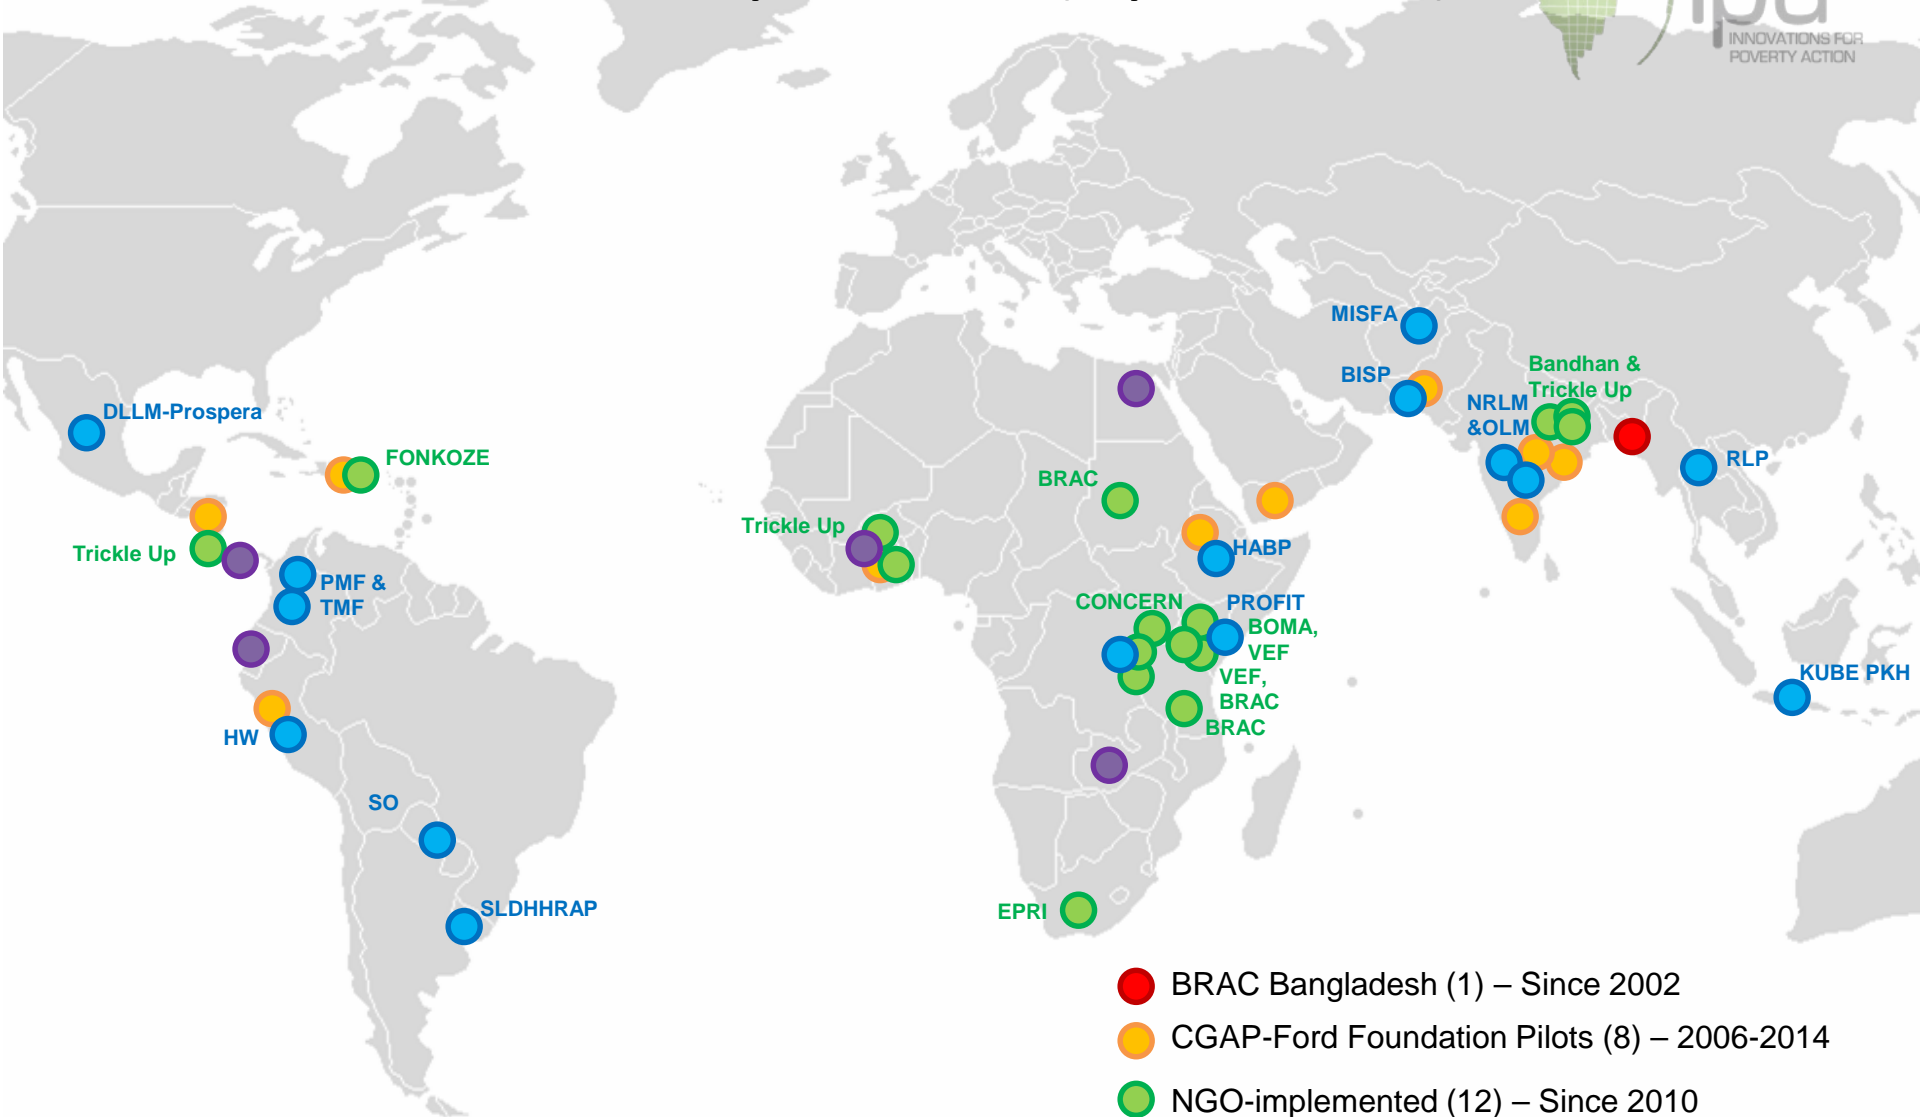 ipa
INNOVATIONS FOR
POVERTY ACTION
MISFA
BISP
Bandhan &
Trickle Up
NRLM
&OLM
DLLM-Prospera
FONKOZE
RLP
BRAC
Trickle Up
HABP
Trickle Up
PMF &
TMF
CONCERN
PROFIT
BOMA,
VEF
VEF,
BRAC
BRAC
KUBE PKH
HW
SO
SLDHHRAP
EPRI
BRAC Bangladesh (1) – Since 2002
CGAP-Ford Foundation Pilots (8) – 2006-2014
NGO-implemented (12) – Since 2010